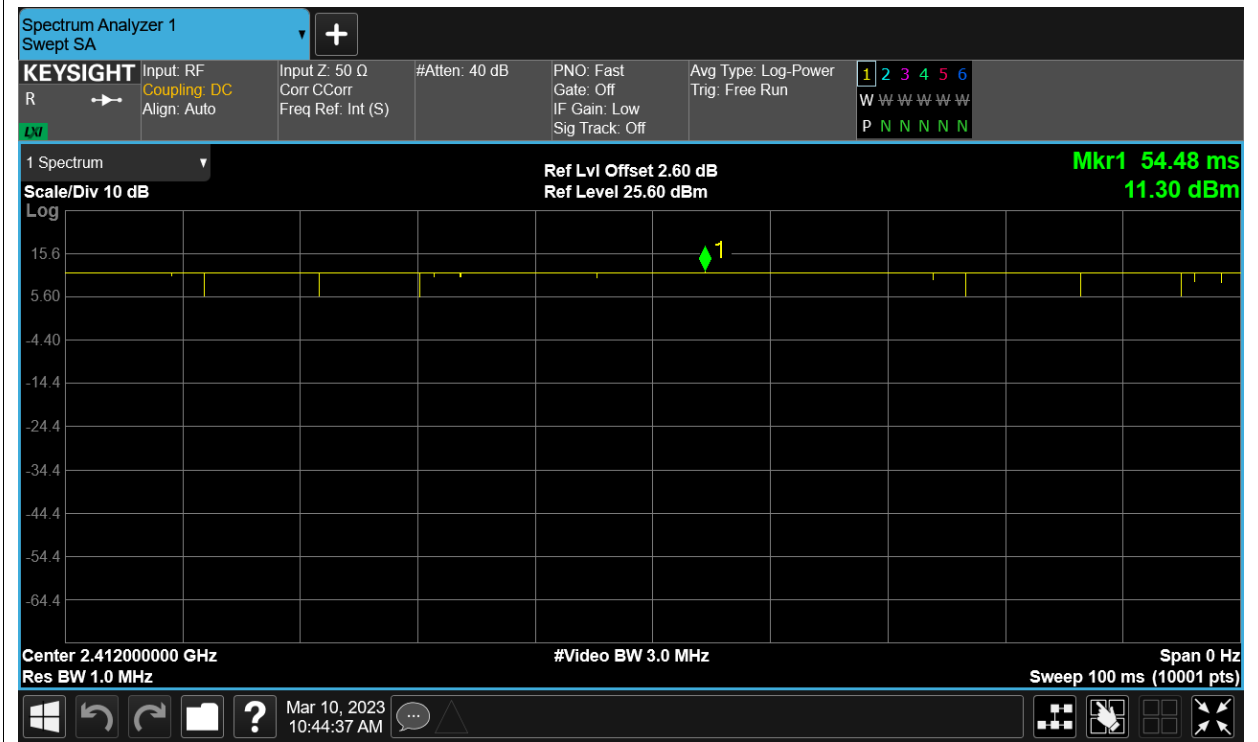 Spectrum Analyzer 1
Swept SA
KEYSIGHT
R
LXI
Input: RF
Coupling: DC
Align: Auto
Input Z: 50 Ω
Corr CCorr
Freq Ref: Int (S)
#Atten: 40 dB
PNO: Fast
Gate: Off
IF Gain: Low
Sig Track: Off
Avg Type: Log-Power
Trig: Free Run
1 2 3 4 5 6
W W W W W W
P N N N N N
1 Spectrum
Scale/Div 10 dB
Log
Ref Lvl Offset 2.60 dB
Ref Level 25.60 dBm
Mkr1 54.48 ms
11.30 dBm
1
15.6
5.60
-4.40
-14.4
-24.4
-34.4
-44.4
-54.4
-64.4
Center 2.412000000 GHz
Res BW 1.0 MHz
#Video BW 3.0 MHz
Span 0 Hz
Sweep 100 ms (10001 pts)
?
Mar 10, 2023
10:44:37 AM